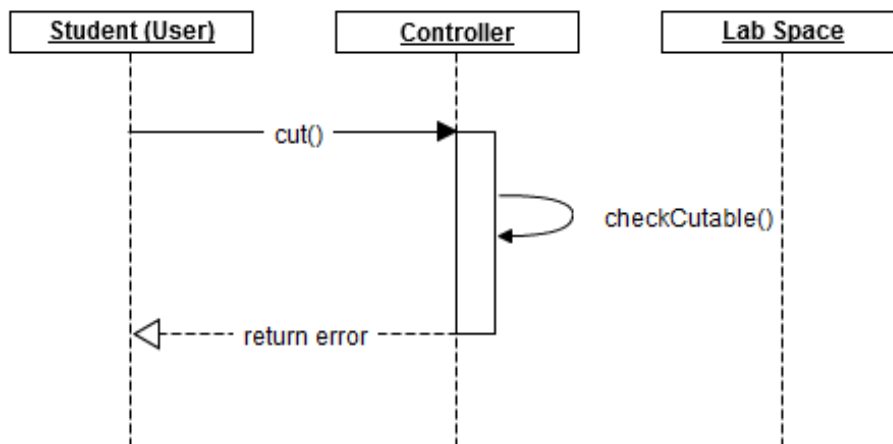 Student (User)
Controller
Lab Space
cut()
checkCutable()
return error